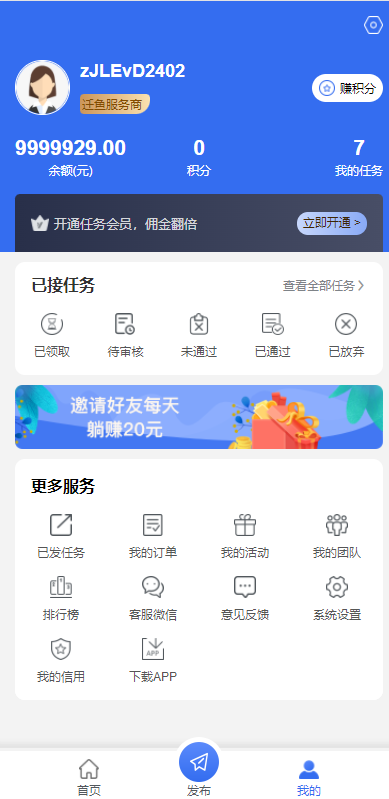 zJLEvD2402
迁鱼服务商
赚积分
9999929.00
0
7
余额(元)
积分
我的任务
开通任务会员，佣金翻倍
立即开通 >
已接任务
查看全部任务 >
已领取
待审核
未通过
已通过
已放弃
邀请好友每天
躺赚20元
更多服务
已发任务
我的订单
我的活动
我的团队
排行榜
客服微信
意见反馈
系统设置
APP
我的信用
下载APP
首页
发布
我的